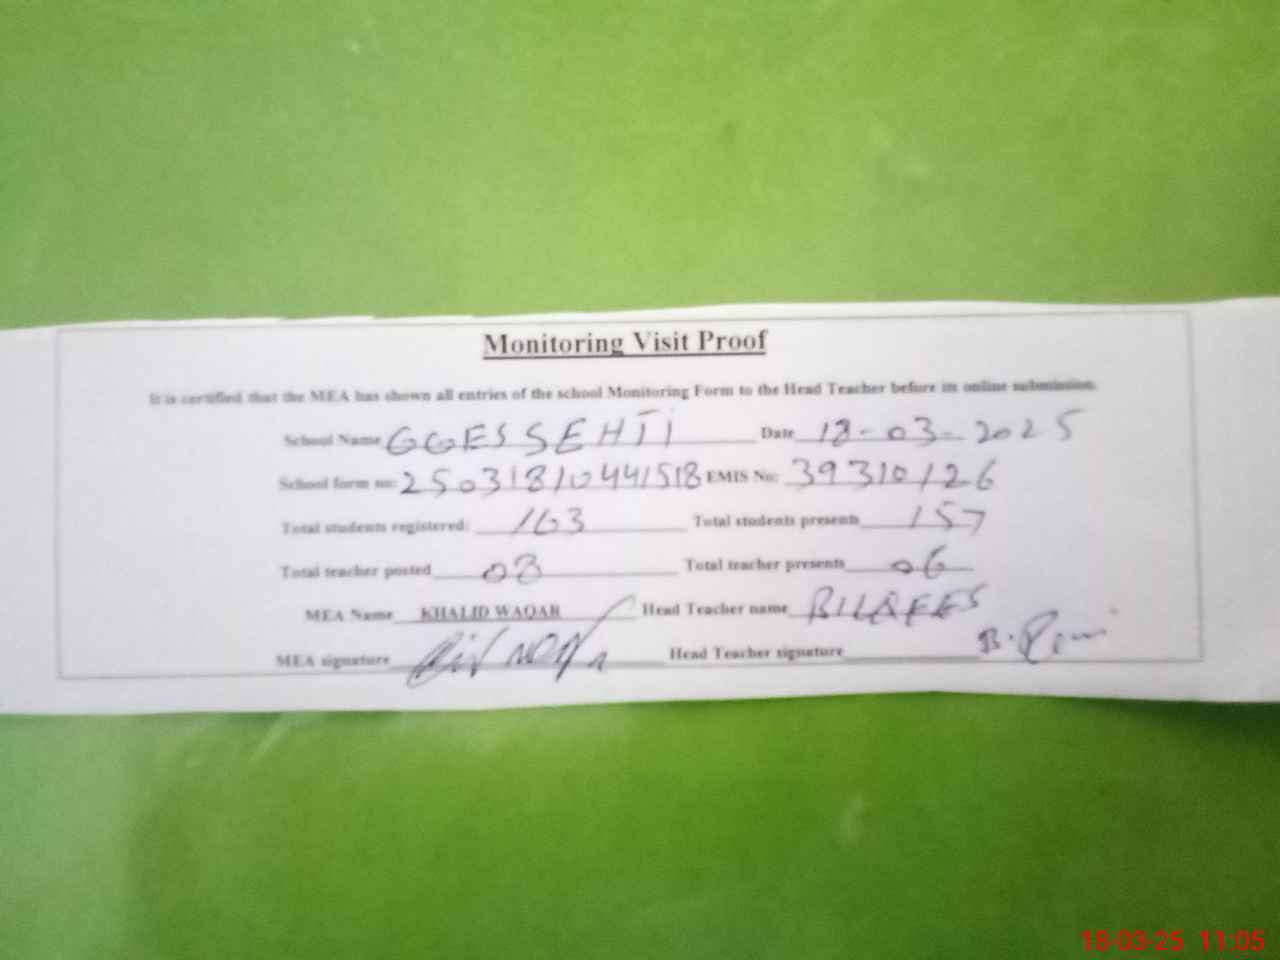 Monitoring Visit Proof
It is certified that the MEA has shown all entries of the school Monitoring Form to the Head Teacher before its online submission.
School Name GGES SEHTI Date 18-03-2025
School form no: 25031810441518 EMIS No: 39310126
Total students registered: 163 Total students presents 157
Total teacher posted 08 Total teacher presents 06
MEA Name KHALID WAQAR Head Teacher name
MEA signature Head Teacher signature
18-03-25 11:05